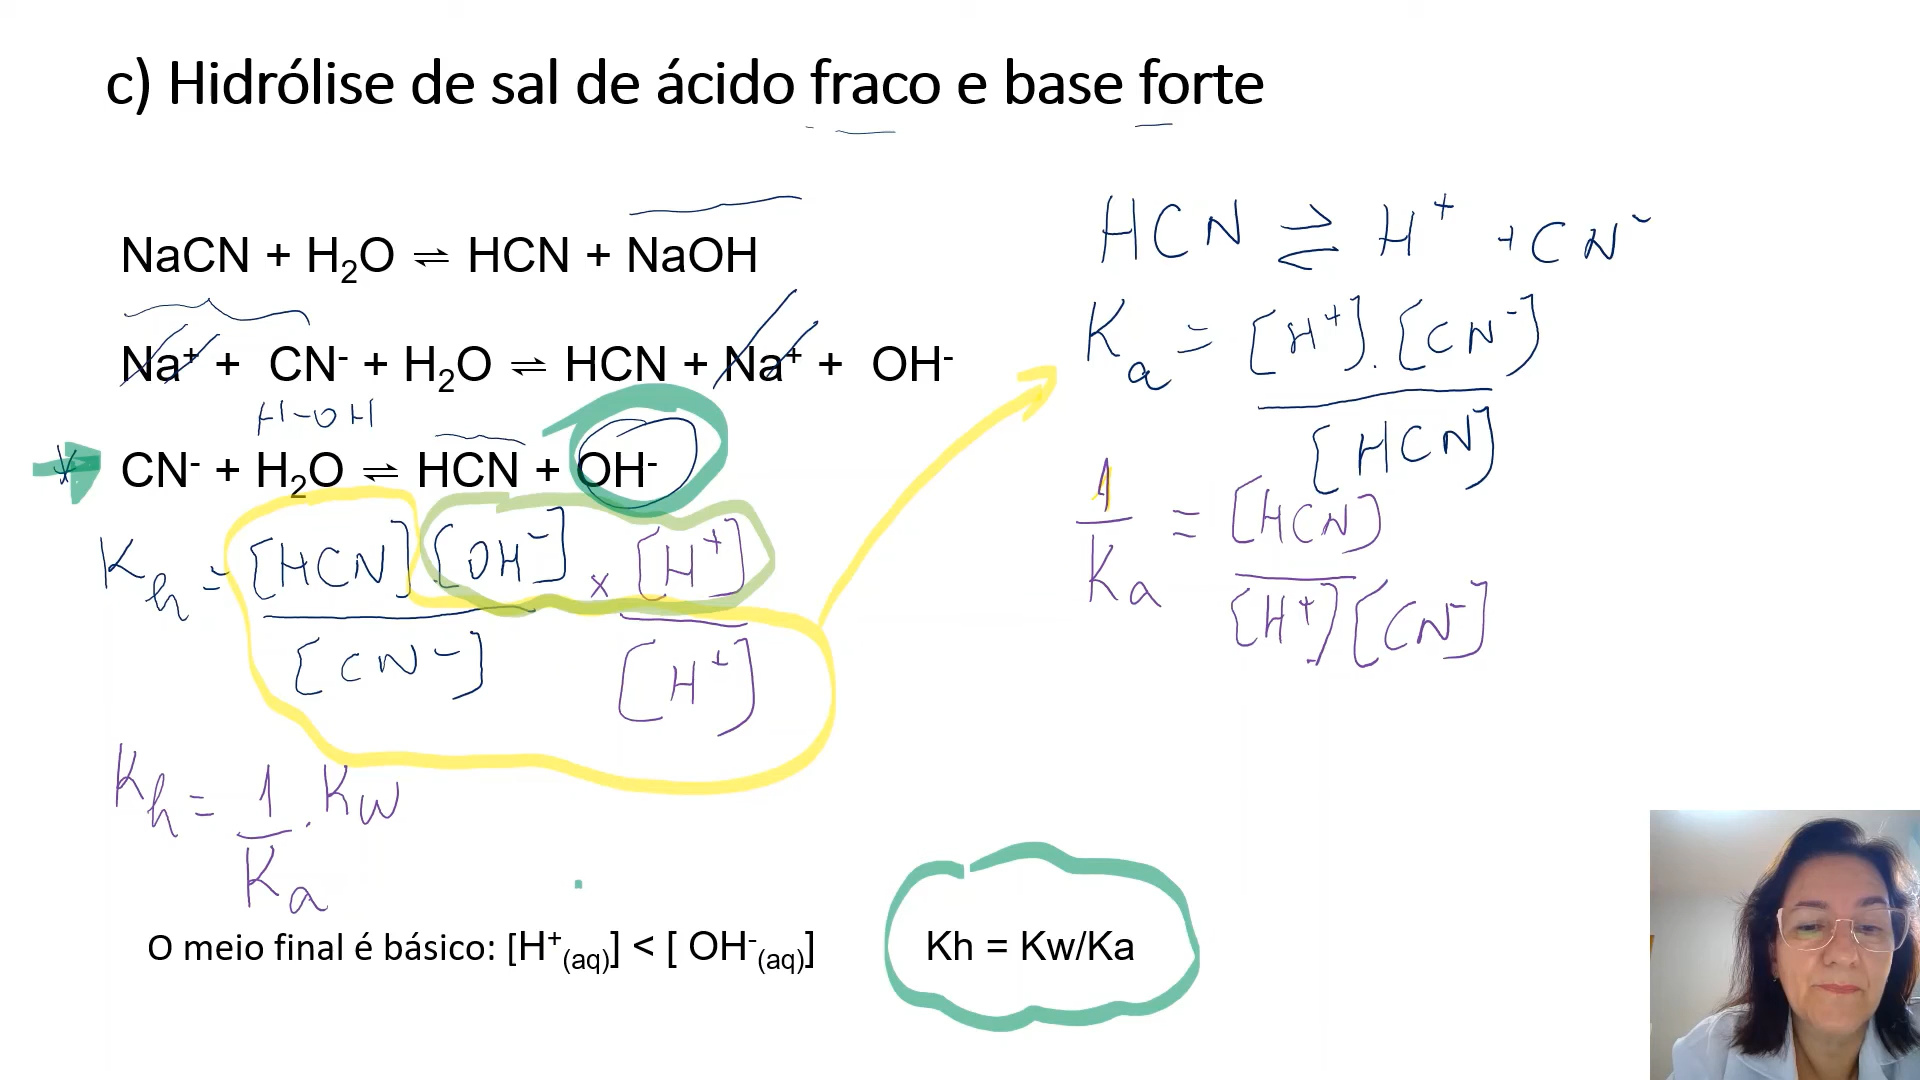 c) Hidrólise de sal de ácido fraco e base forte
NaCN + H₂O ⇌ HCN + NaOH
Na⁺ + CN⁻ + H₂O ⇌ HCN + Na⁺ + OH⁻
H-OH
* CN⁻ + H₂O ⇌ HCN + OH⁻
Kh = [HCN] [OH⁻] x [H⁺]
[CN⁻] [H⁺]
Kh = 1 . Kw
Ka
O meio final é básico: [H⁺(aq)] < [ OH⁻(aq)]
Kh = Kw/Ka
HCN ⇌ H⁺ + CN⁻
Ka = [H⁺] . [CN⁻]
[HCN]
1 = [HCN]
Ka [H⁺] [CN⁻]